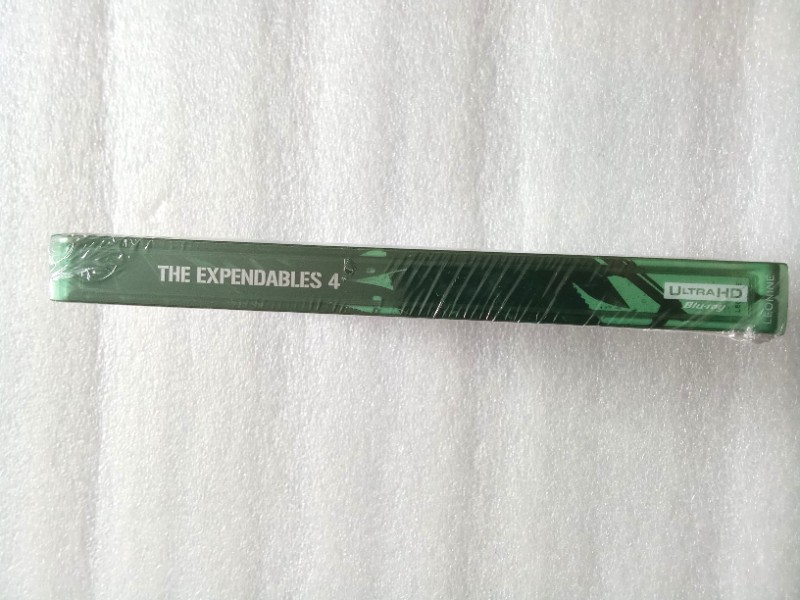 THE EXPENDABLES 4
ULTRA HD
Blu-ray
LEONINE